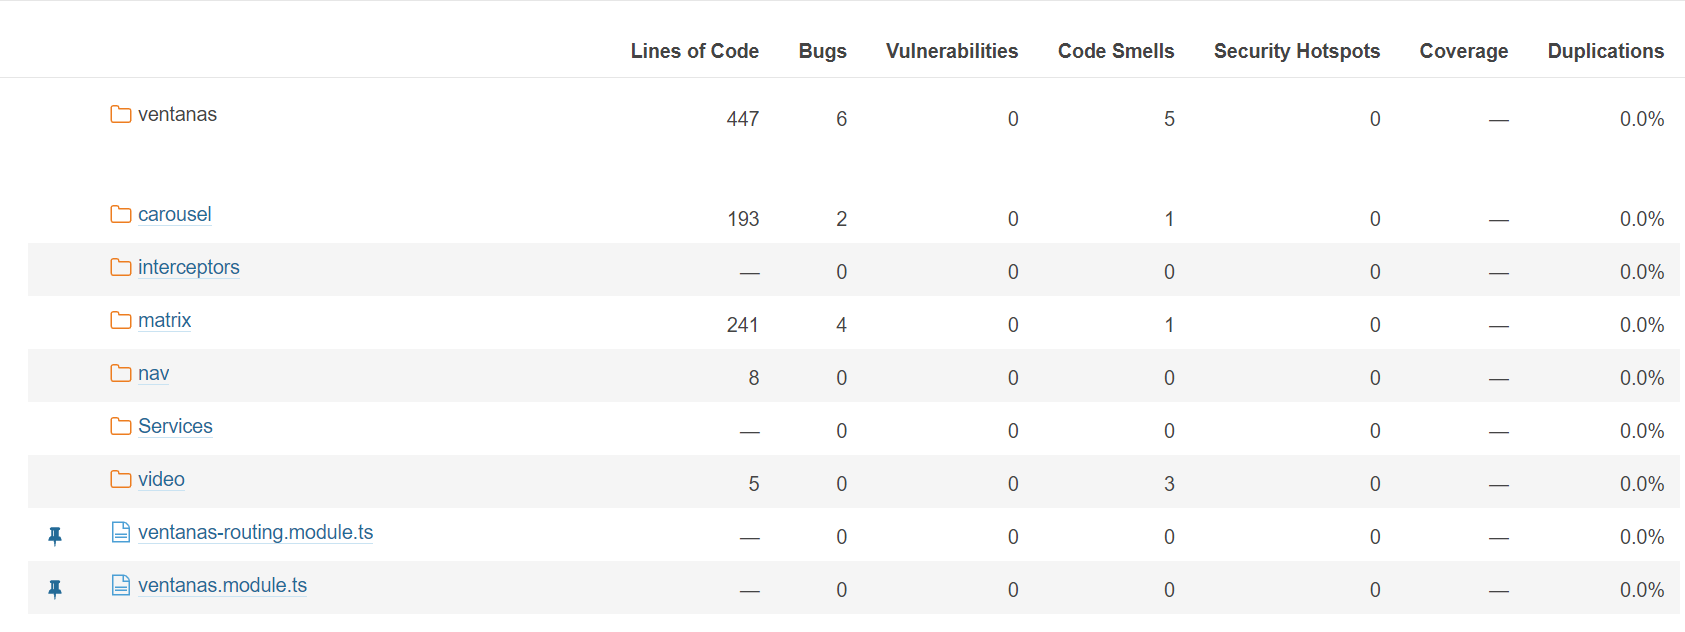 Lines of Code Bugs Vulnerabilities Code Smells Security Hotspots Coverage Duplications
ventanas 447 6 0 5 0 — 0.0%
carousel 193 2 0 1 0 — 0.0%
interceptors — 0 0 0 0 — 0.0%
matrix 241 4 0 1 0 — 0.0%
nav 8 0 0 0 0 — 0.0%
Services — 0 0 0 0 — 0.0%
video 5 0 0 3 0 — 0.0%
ventanas-routing.module.ts — 0 0 0 0 — 0.0%
ventanas.module.ts — 0 0 0 0 — 0.0%